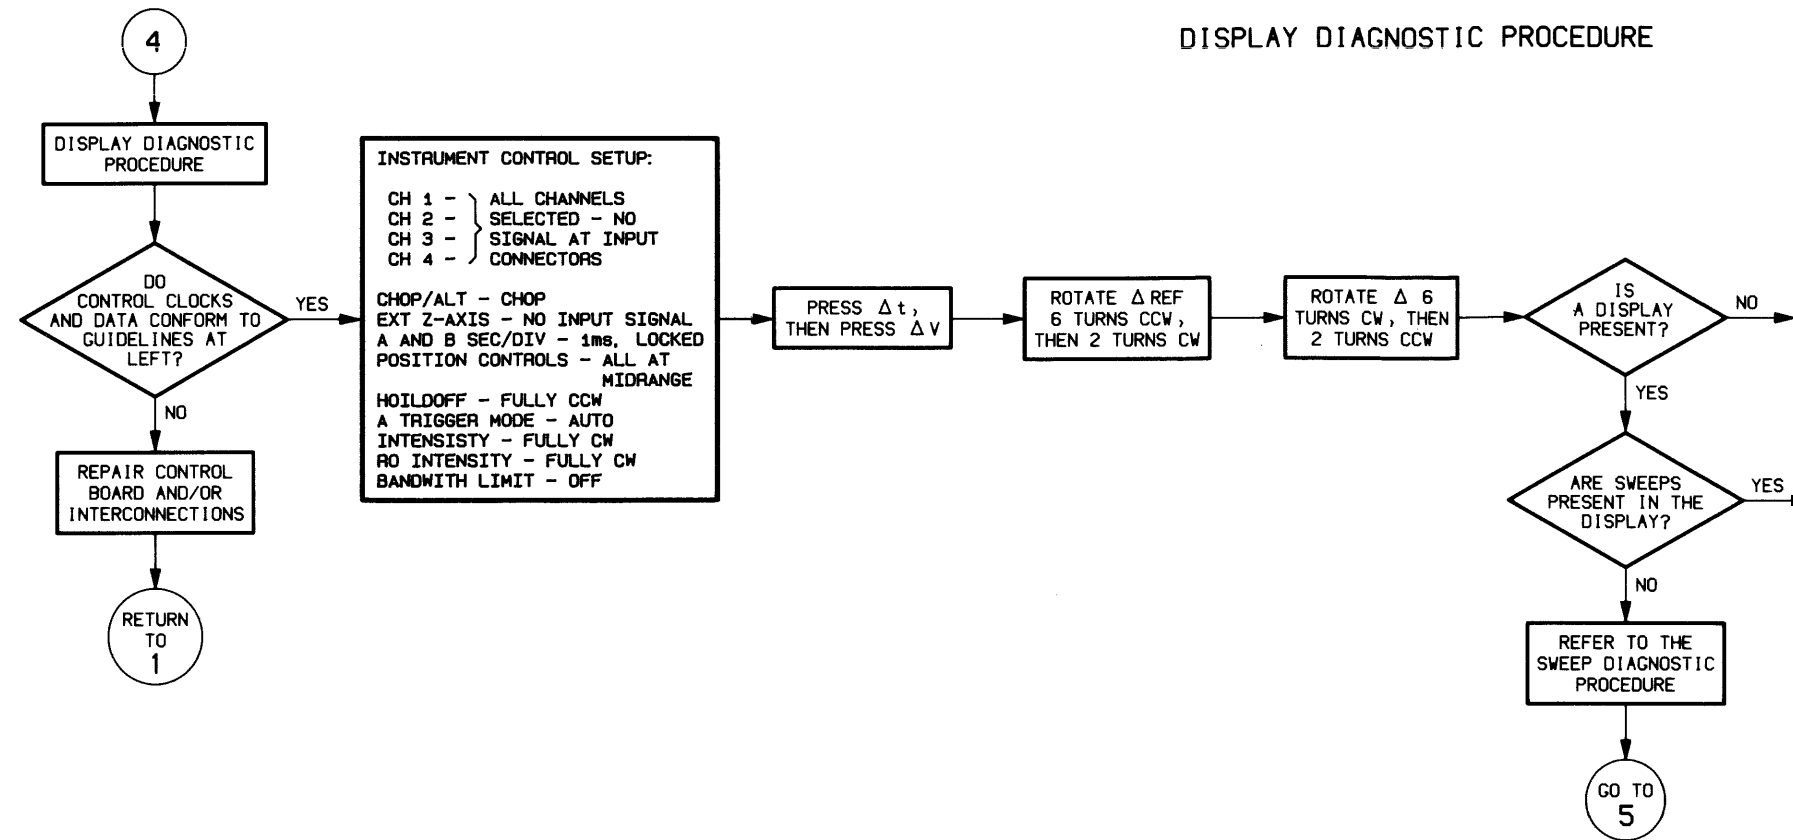 DISPLAY DIAGNOSTIC PROCEDURE
4
DISPLAY DIAGNOSTIC
PROCEDURE
DO
CONTROL CLOCKS
AND DATA CONFORM TO
GUIDELINES AT
LEFT?
YES
NO
REPAIR CONTROL
BOARD AND/OR
INTERCONNECTIONS
RETURN
TO
1
INSTRUMENT CONTROL SETUP:
CH 1 - ALL CHANNELS
CH 2 - SELECTED - NO
CH 3 - SIGNAL AT INPUT
CH 4 - CONNECTORS
CHOP/ALT - CHOP
EXT Z-AXIS - NO INPUT SIGNAL
A AND B SEC/DIV - 1ms, LOCKED
POSITION CONTROLS - ALL AT
MIDRANGE
HOILDOFF - FULLY CCW
A TRIGGER MODE - AUTO
INTENSISTY - FULLY CW
RO INTENSITY - FULLY CW
BANDWITH LIMIT - OFF
PRESS Δt,
THEN PRESS ΔV
ROTATE Δ REF
6 TURNS CCW,
THEN 2 TURNS CW
ROTATE Δ 6
TURNS CW, THEN
2 TURNS CCW
IS
A DISPLAY
PRESENT?
NO
YES
ARE SWEEPS
PRESENT IN THE
DISPLAY?
YES
NO
REFER TO THE
SWEEP DIAGNOSTIC
PROCEDURE
GO TO
5